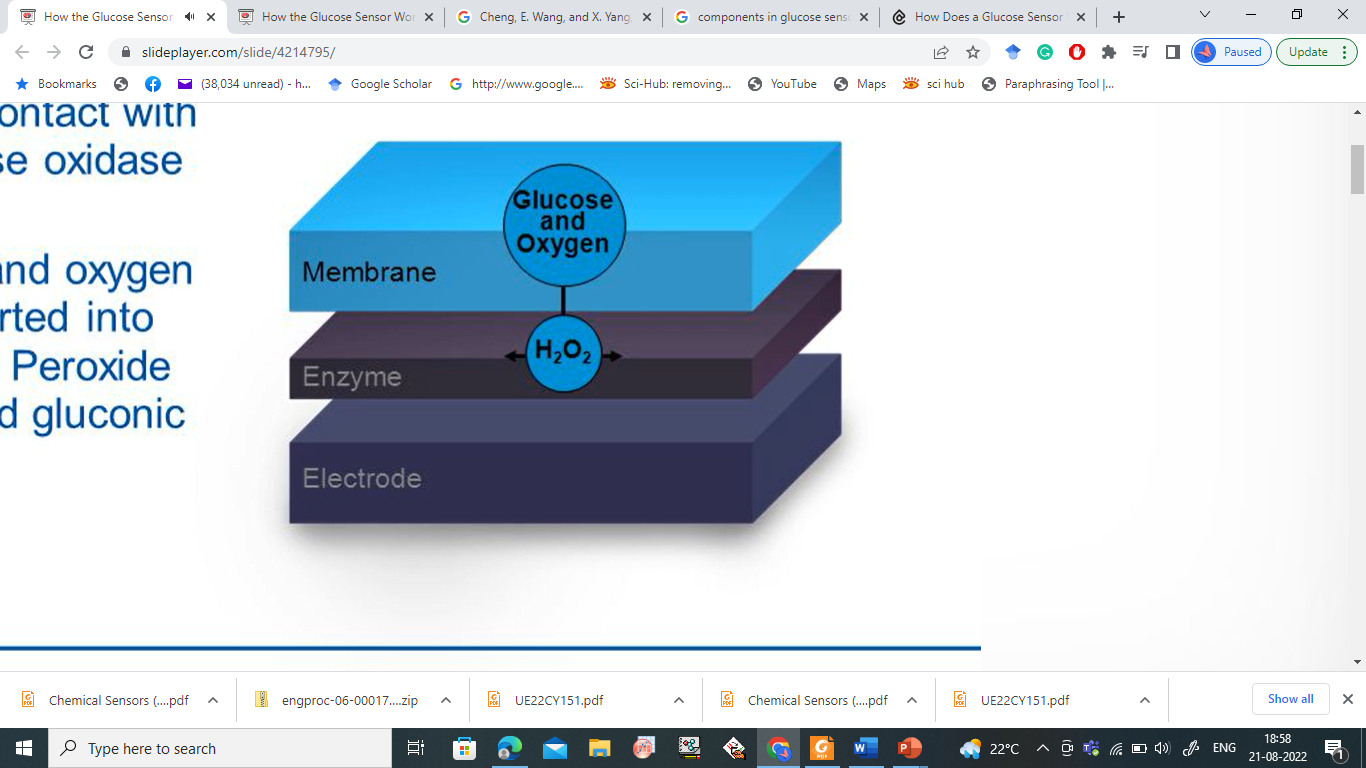 How the Glucose Sensor
How the Glucose Sensor Wor
Cheng, E. Wang, and X. Yang,
components in glucose sens
How Does a Glucose Sensor
slideplayer.com/slide/4214795/
Paused
Update
Bookmarks
(38,034 unread) - h...
Google Scholar
http://www.google....
Sci-Hub: removing...
YouTube
Maps
sci hub
Paraphrasing Tool |...
ontact with
se oxidase
and oxygen
rted into
Peroxide
d gluconic
Glucose
and
Oxygen
Membrane
H₂O₂
Enzyme
Electrode
Chemical Sensors (....pdf
engproc-06-00017....zip
UE22CY151.pdf
Chemical Sensors (....pdf
UE22CY151.pdf
Show all
Type here to search
22°C
ENG
18:58
21-08-2022
1